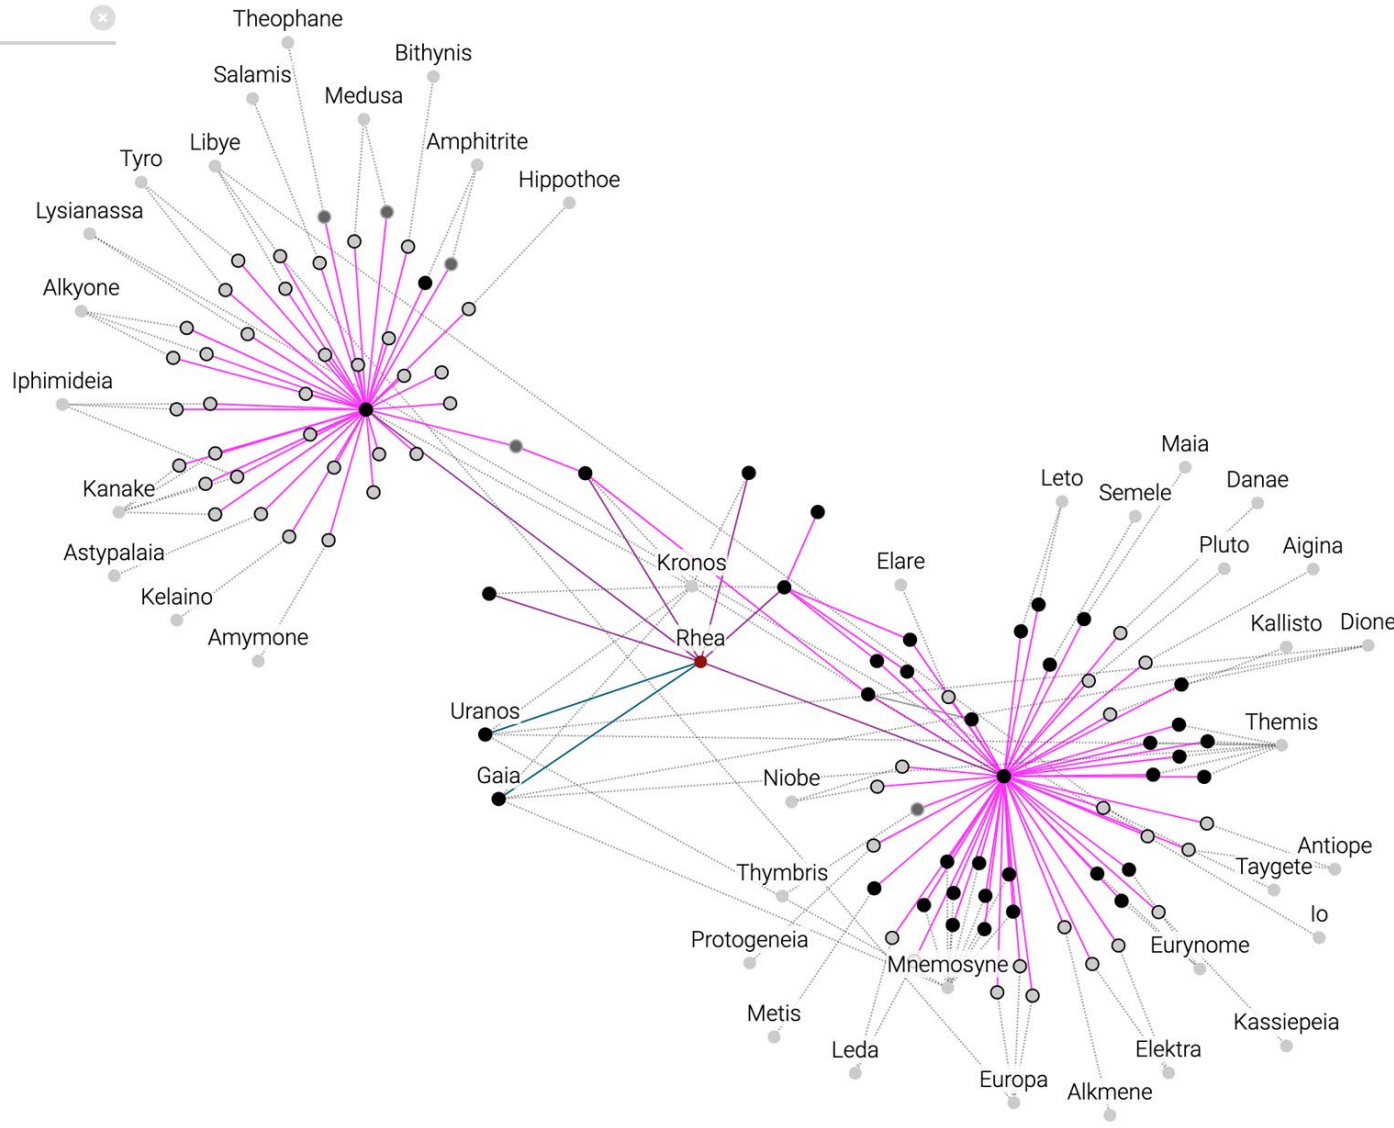 Theophane
Bithynis
Salamis
Medusa
Libye
Amphitrite
Tyro
Hippothoe
Lysianassa
Alkyone
Iphimideia
Kanake
Astypalaia
Kelaino
Amymone
Kronos
Rhea
Uranos
Gaia
Maia
Leto
Semele
Danae
Elare
Pluto
Aigina
Kallisto
Dione
Themis
Niobe
Thymbris
Antiope
Taygete
Io
Protogeneia
Mnemosyne
Eurynome
Metis
Kassiepeia
Leda
Elektra
Europa
Alkmene